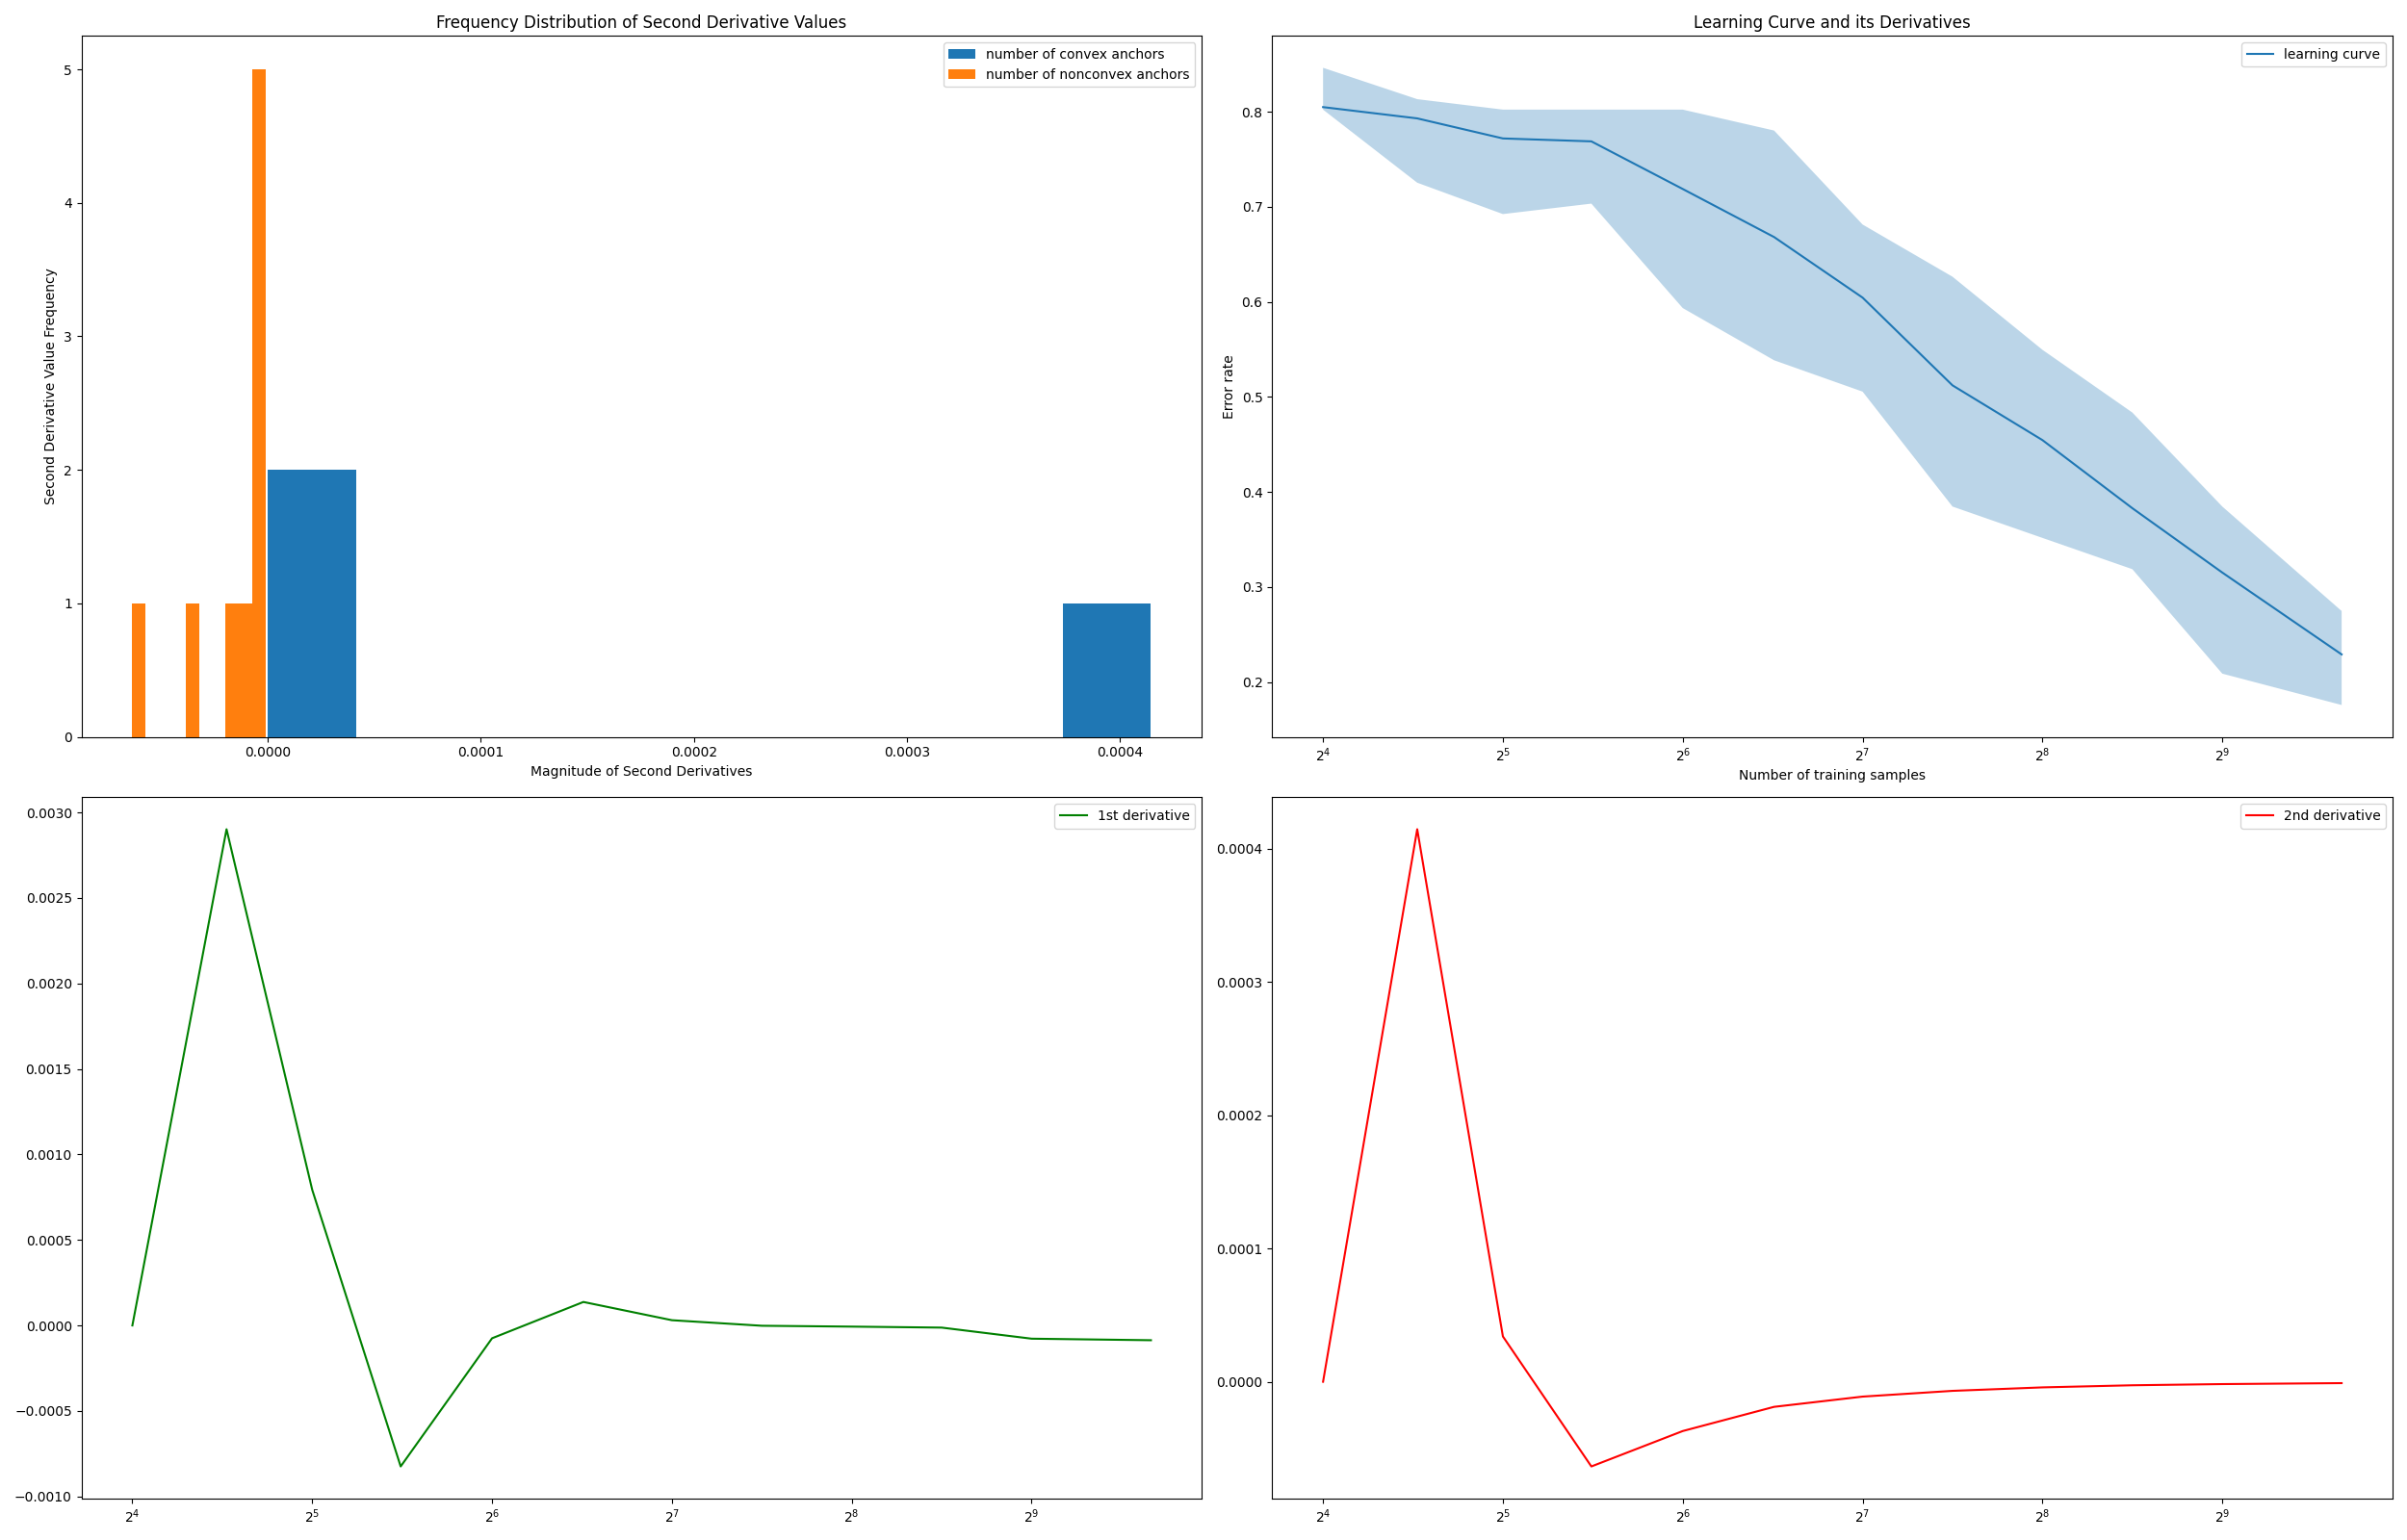 Frequency Distribution of Second Derivative Values
number of convex anchors
number of nonconvex anchors
5
4
3
2
1
0
Second Derivative Value Frequency
0.0000 0.0001 0.0002 0.0003 0.0004
Magnitude of Second Derivatives
Learning Curve and its Derivatives
learning curve
0.8
0.7
0.6
0.5
0.4
0.3
0.2
Error rate
2⁴ 2⁵ 2⁶ 2⁷ 2⁸ 2⁹
Number of training samples
1st derivative
0.0030
0.0025
0.0020
0.0015
0.0010
0.0005
0.0000
−0.0005
−0.0010
2⁴ 2⁵ 2⁶ 2⁷ 2⁸ 2⁹
2nd derivative
0.0004
0.0003
0.0002
0.0001
0.0000
2⁴ 2⁵ 2⁶ 2⁷ 2⁸ 2⁹